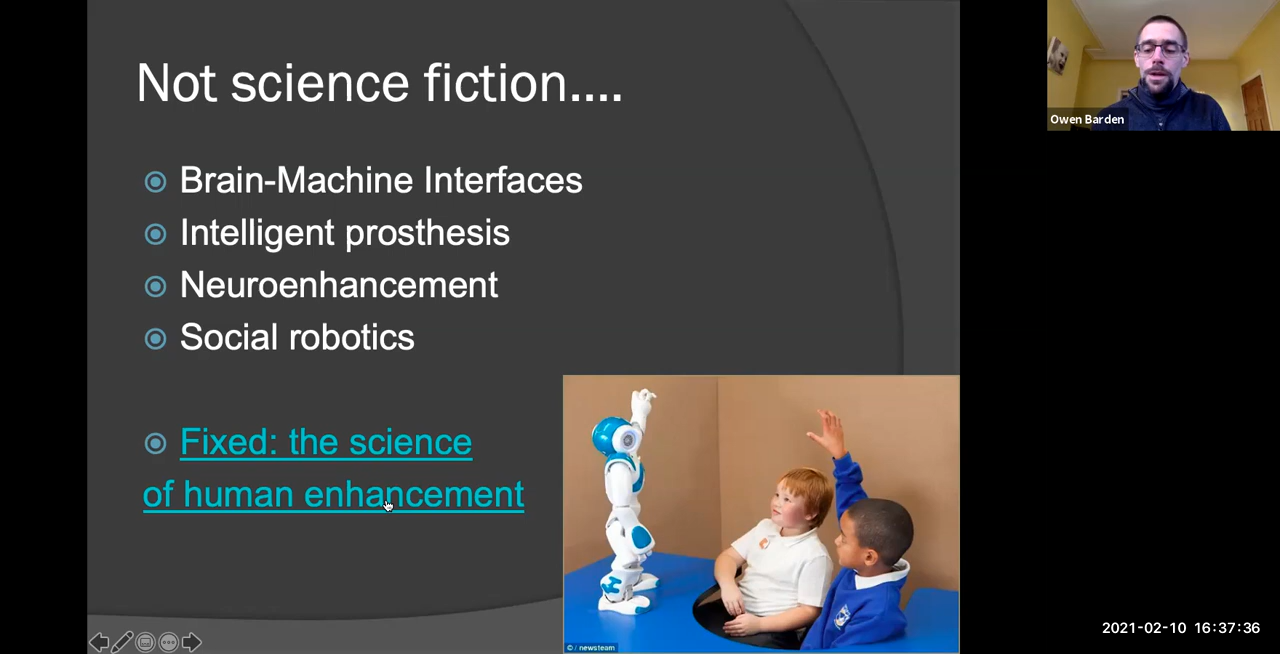 Not science fiction....
Brain-Machine Interfaces
Intelligent prosthesis
Neuroenhancement
Social robotics
Fixed: the science
of human enhancement
© / newsteam
Owen Barden
2021-02-10 16:37:36